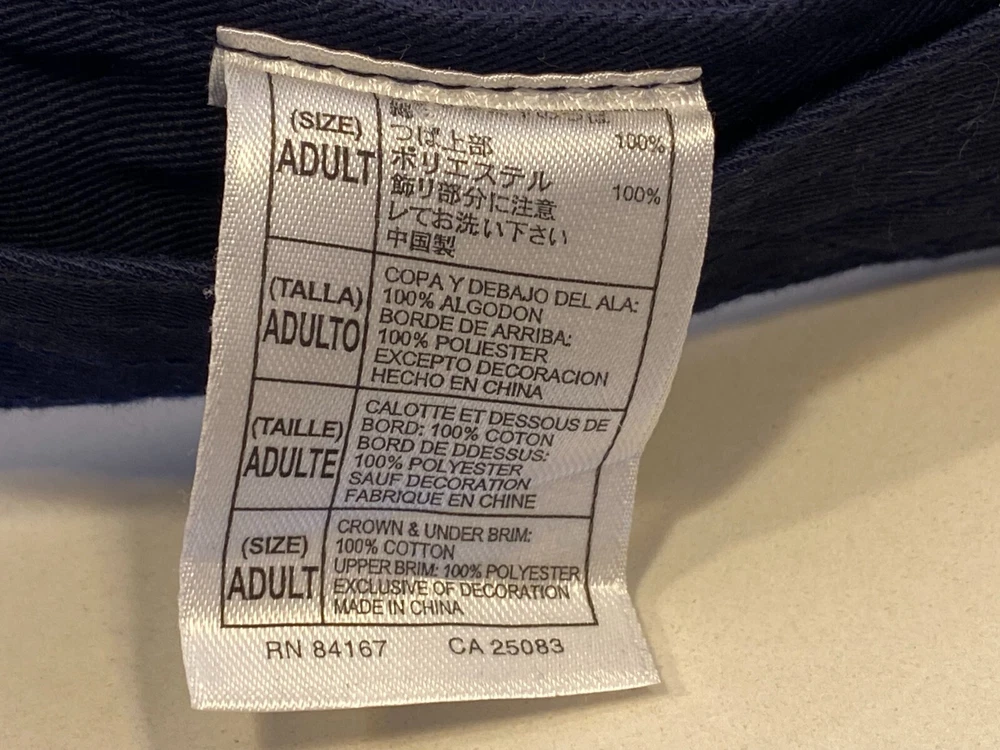 (SIZE)
ADULT
100%
つば上部
ポリエステル 100%
飾り部分に注意
してお洗い下さい
中国製
(TALLA)
ADULTO
COPA Y DEBAJO DEL ALA:
100% ALGODON
BORDE DE ARRIBA:
100% POLIESTER
EXCEPTO DECORACION
HECHO EN CHINA
(TAILLE)
ADULTE
CALOTTE ET DESSOUS DE
BORD: 100% COTON
BORD DE DDESSUS:
100% POLYESTER
SAUF DECORATION
FABRIQUE EN CHINE
(SIZE)
ADULT
CROWN & UNDER BRIM:
100% COTTON
UPPER BRIM: 100% POLYESTER
EXCLUSIVE OF DECORATION
MADE IN CHINA
RN 84167 CA 25083